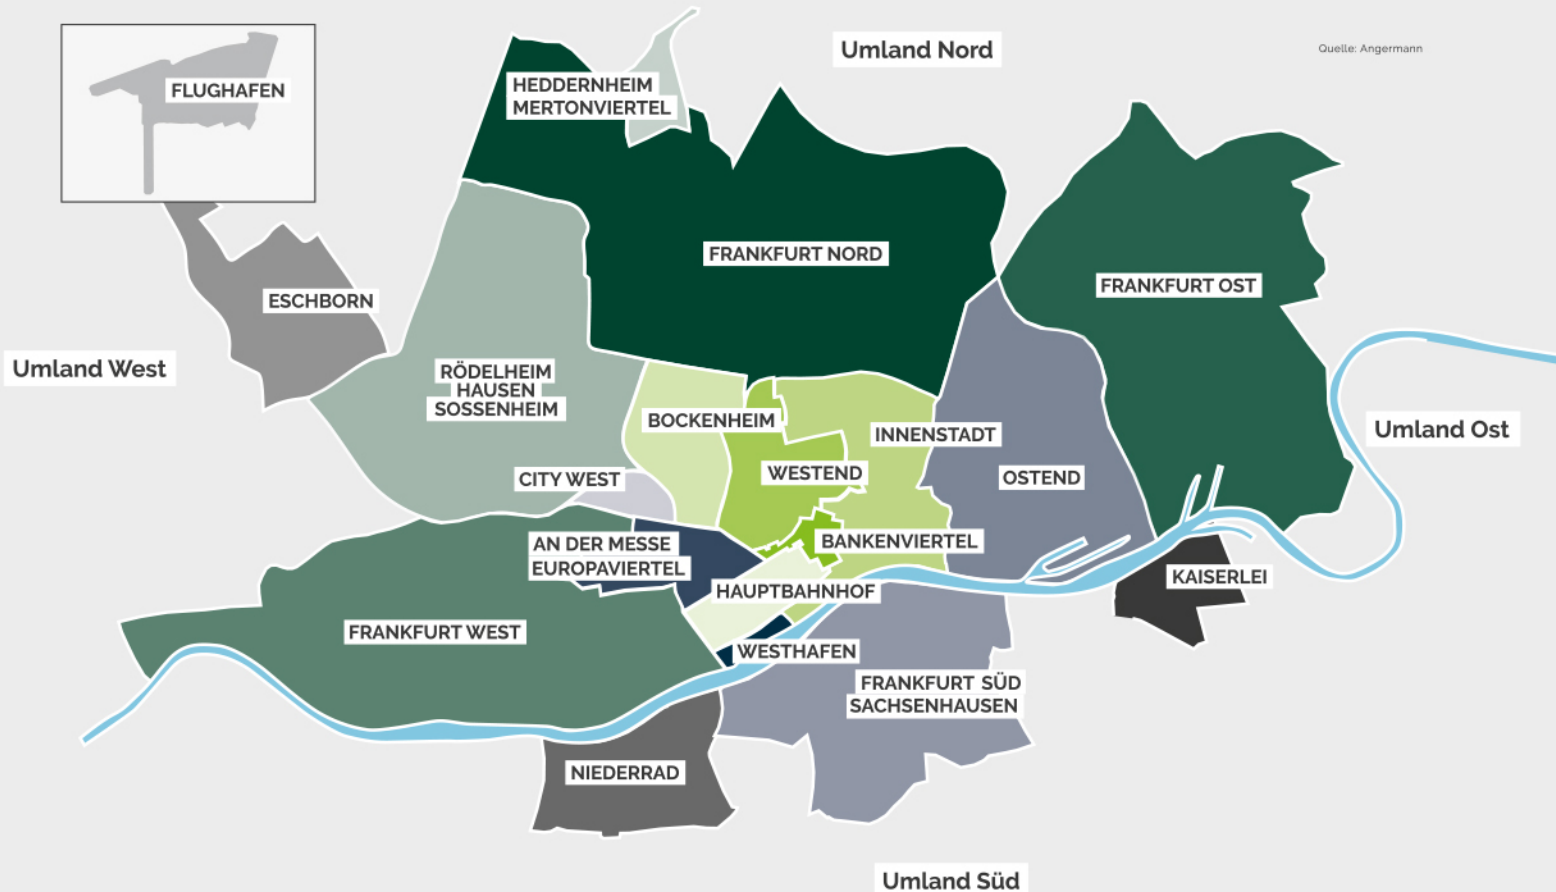 Umland Nord
Quelle: Angermann
FLUGHAFEN
HEDDERNHEIM
MERTONVIERTEL
FRANKFURT NORD
FRANKFURT OST
ESCHBORN
Umland West
RÖDELHEIM
HAUSEN
SOSSENHEIM
BOCKENHEIM
INNENSTADT
Umland Ost
WESTEND
CITY WEST
OSTEND
AN DER MESSE
EUROPAVIERTEL
BANKENVIERTEL
KAISERLEI
HAUPTBAHNHOF
FRANKFURT WEST
WESTHAFEN
FRANKFURT SÜD
SACHSENHAUSEN
NIEDERRAD
Umland Süd